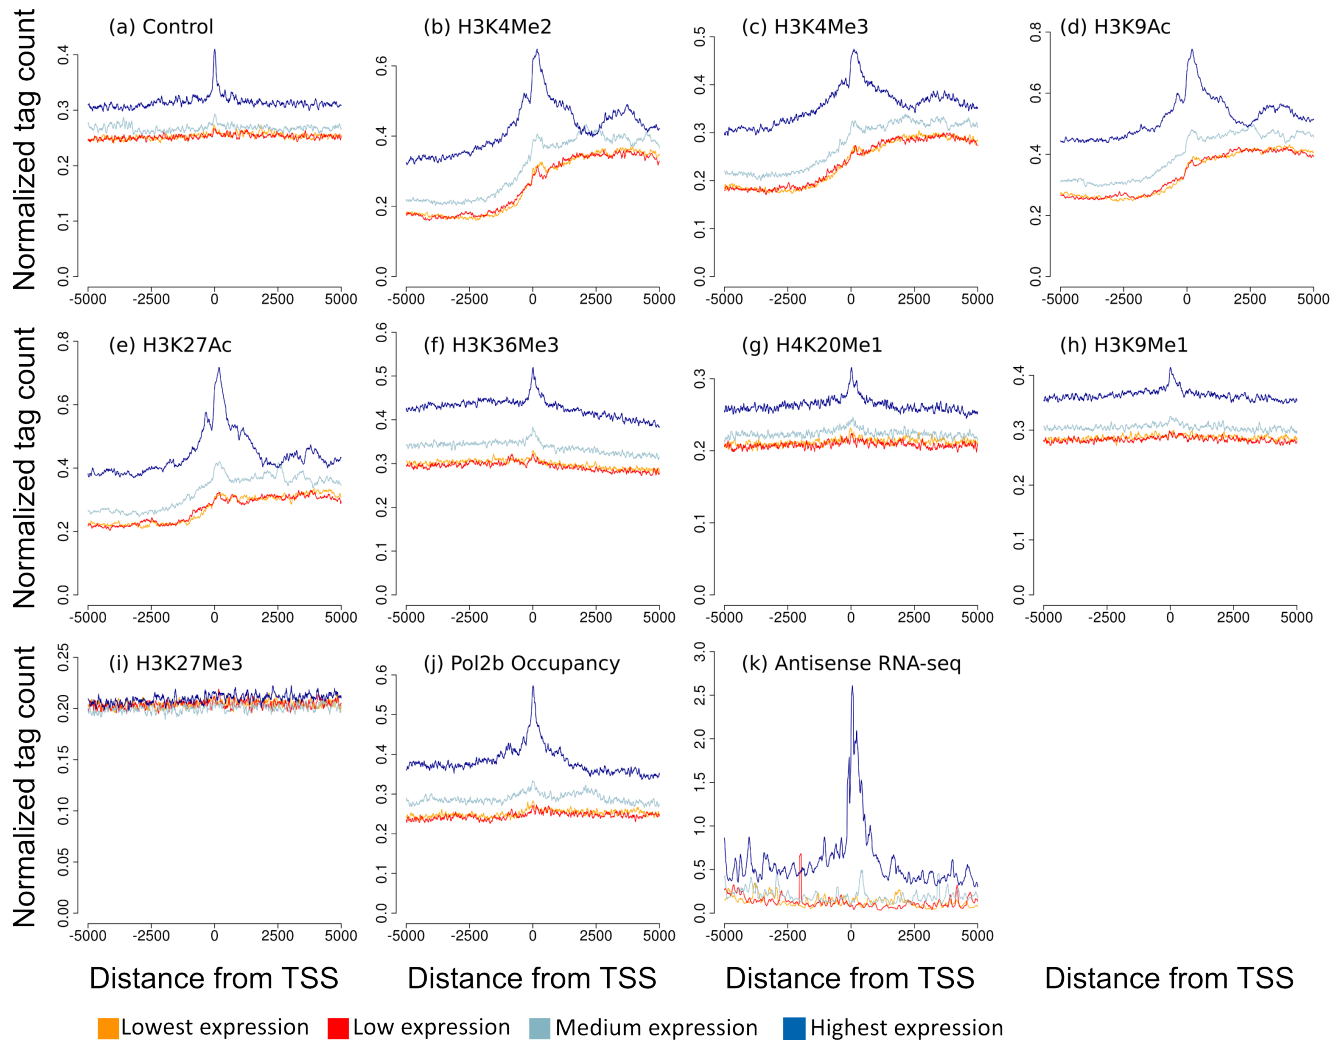 (a) Control
(b) H3K4Me2
(c) H3K4Me3
(d) H3K9Ac
Normalized tag count
0.0 0.1 0.2 0.3 0.4
-5000 -2500 0 2500 5000
0.0 0.2 0.4 0.6
-5000 -2500 0 2500 5000
0.0 0.1 0.2 0.3 0.4 0.5
-5000 -2500 0 2500 5000
0.0 0.2 0.4 0.6 0.8
-5000 -2500 0 2500 5000
(e) H3K27Ac
(f) H3K36Me3
(g) H4K20Me1
(h) H3K9Me1
Normalized tag count
0.0 0.2 0.4 0.6 0.8
-5000 -2500 0 2500 5000
0.0 0.1 0.2 0.3 0.4 0.5 0.6
-5000 -2500 0 2500 5000
0.0 0.1 0.2 0.3
-5000 -2500 0 2500 5000
0.0 0.1 0.2 0.3 0.4
-5000 -2500 0 2500 5000
(i) H3K27Me3
(j) Pol2b Occupancy
(k) Antisense RNA-seq
Normalized tag count
0.00 0.05 0.10 0.15 0.20 0.25
-5000 -2500 0 2500 5000
0.0 0.1 0.2 0.3 0.4 0.5 0.6
-5000 -2500 0 2500 5000
0.0 0.5 1.0 1.5 2.0 2.5 3.0
-5000 -2500 0 2500 5000
Distance from TSS
Distance from TSS
Distance from TSS
Distance from TSS
Lowest expression
Low expression
Medium expression
Highest expression